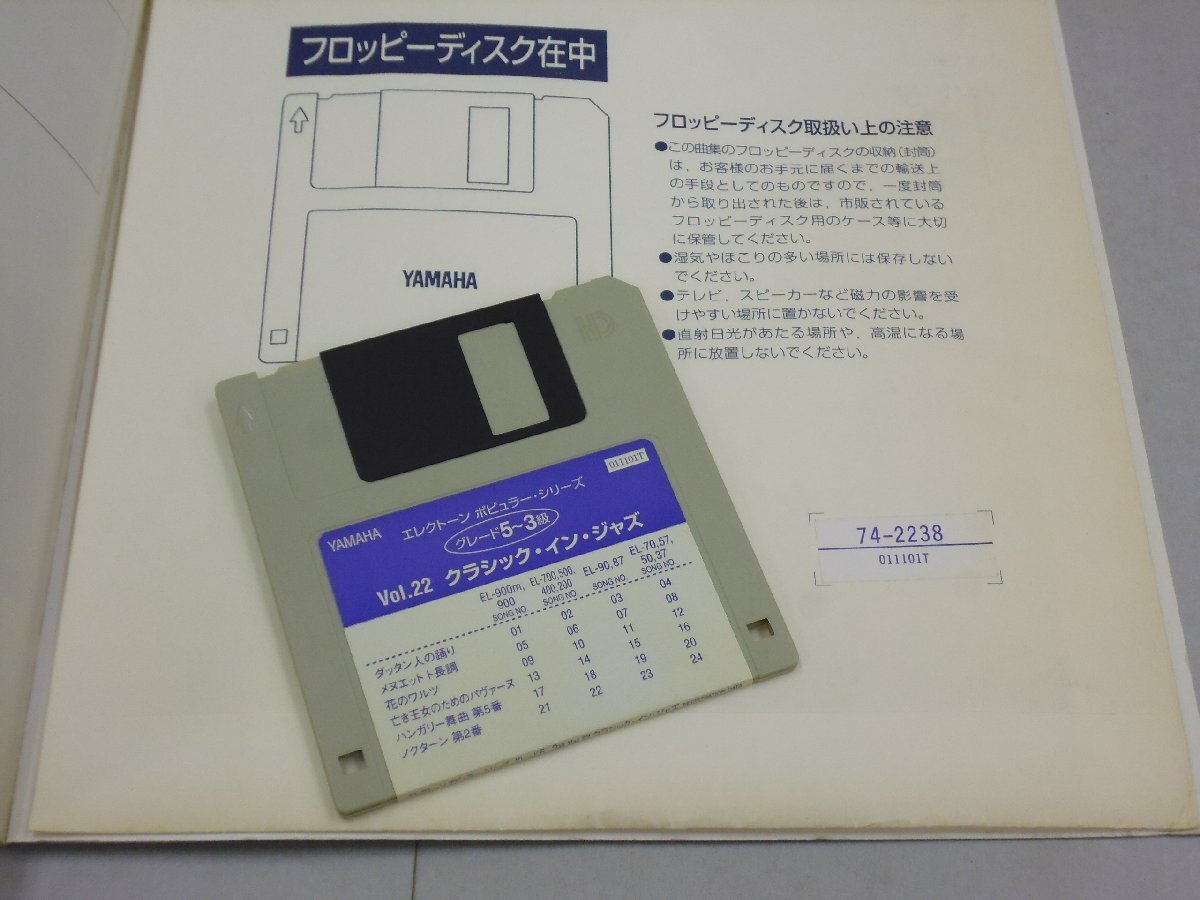 フロッピーディスク在中
YAMAHA
フロッピーディスク取扱い上の注意
●この曲集のフロッピーディスクの収納（封筒）
は，お客様のお手元に届くまでの輸送上
の手段としてのものですので，一度封筒
から取り出された後は，市販されている
フロッピーディスク用のケース等に大切
に保管してください。
●湿気やほこりの多い場所には保存しない
でください。
●テレビ，スピーカーなど磁力の影響を受
けやすい場所に置かないでください。
●直射日光があたる場所や，高湿になる場
所に放置しないでください。
74-2238
011101T
HD
011101T
YAMAHA エレクトーン ポピュラー・シリーズ
グレード5～3級
Vol.22 クラシック・イン・ジャズ
EL-900m, EL-700,500, EL-90,87 EL-70,57,
900 400,200 50,37
SONG NO. SONG NO. SONG NO. SONG NO.
ダッタン人の踊り 01 02 03 04
メヌエット ト長調 05 06 07 08
花のワルツ 09 10 11 12
亡き王女のためのパヴァーヌ 13 14 15 16
ハンガリー舞曲 第5番 17 18 19 20
ノクターン 第2番 21 22 23 24